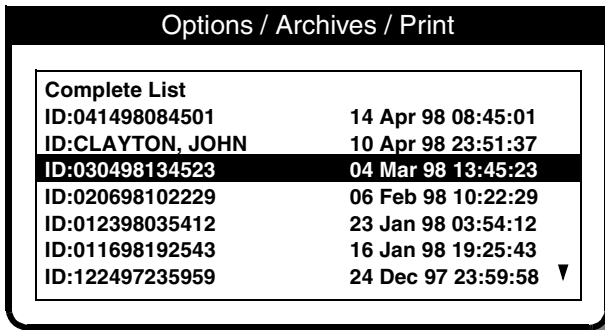 Options / Archives / Print
Complete List
ID:041498084501 14 Apr 98 08:45:01
ID:CLAYTON, JOHN 10 Apr 98 23:51:37
ID:030498134523 04 Mar 98 13:45:23
ID:020698102229 06 Feb 98 10:22:29
ID:012398035412 23 Jan 98 03:54:12
ID:011698192543 16 Jan 98 19:25:43
ID:122497235959 24 Dec 97 23:59:58